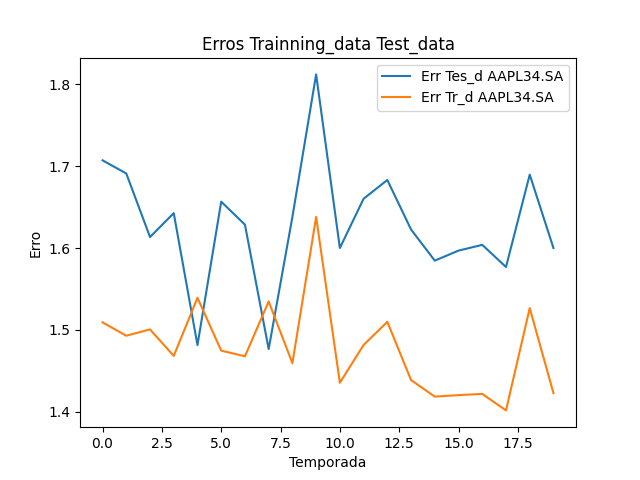 Erros Trainning_data Test_data
Err Tes_d AAPL34.SA
Err Tr_d AAPL34.SA
Erro
1.8
1.7
1.6
1.5
1.4
0.0 2.5 5.0 7.5 10.0 12.5 15.0 17.5
Temporada